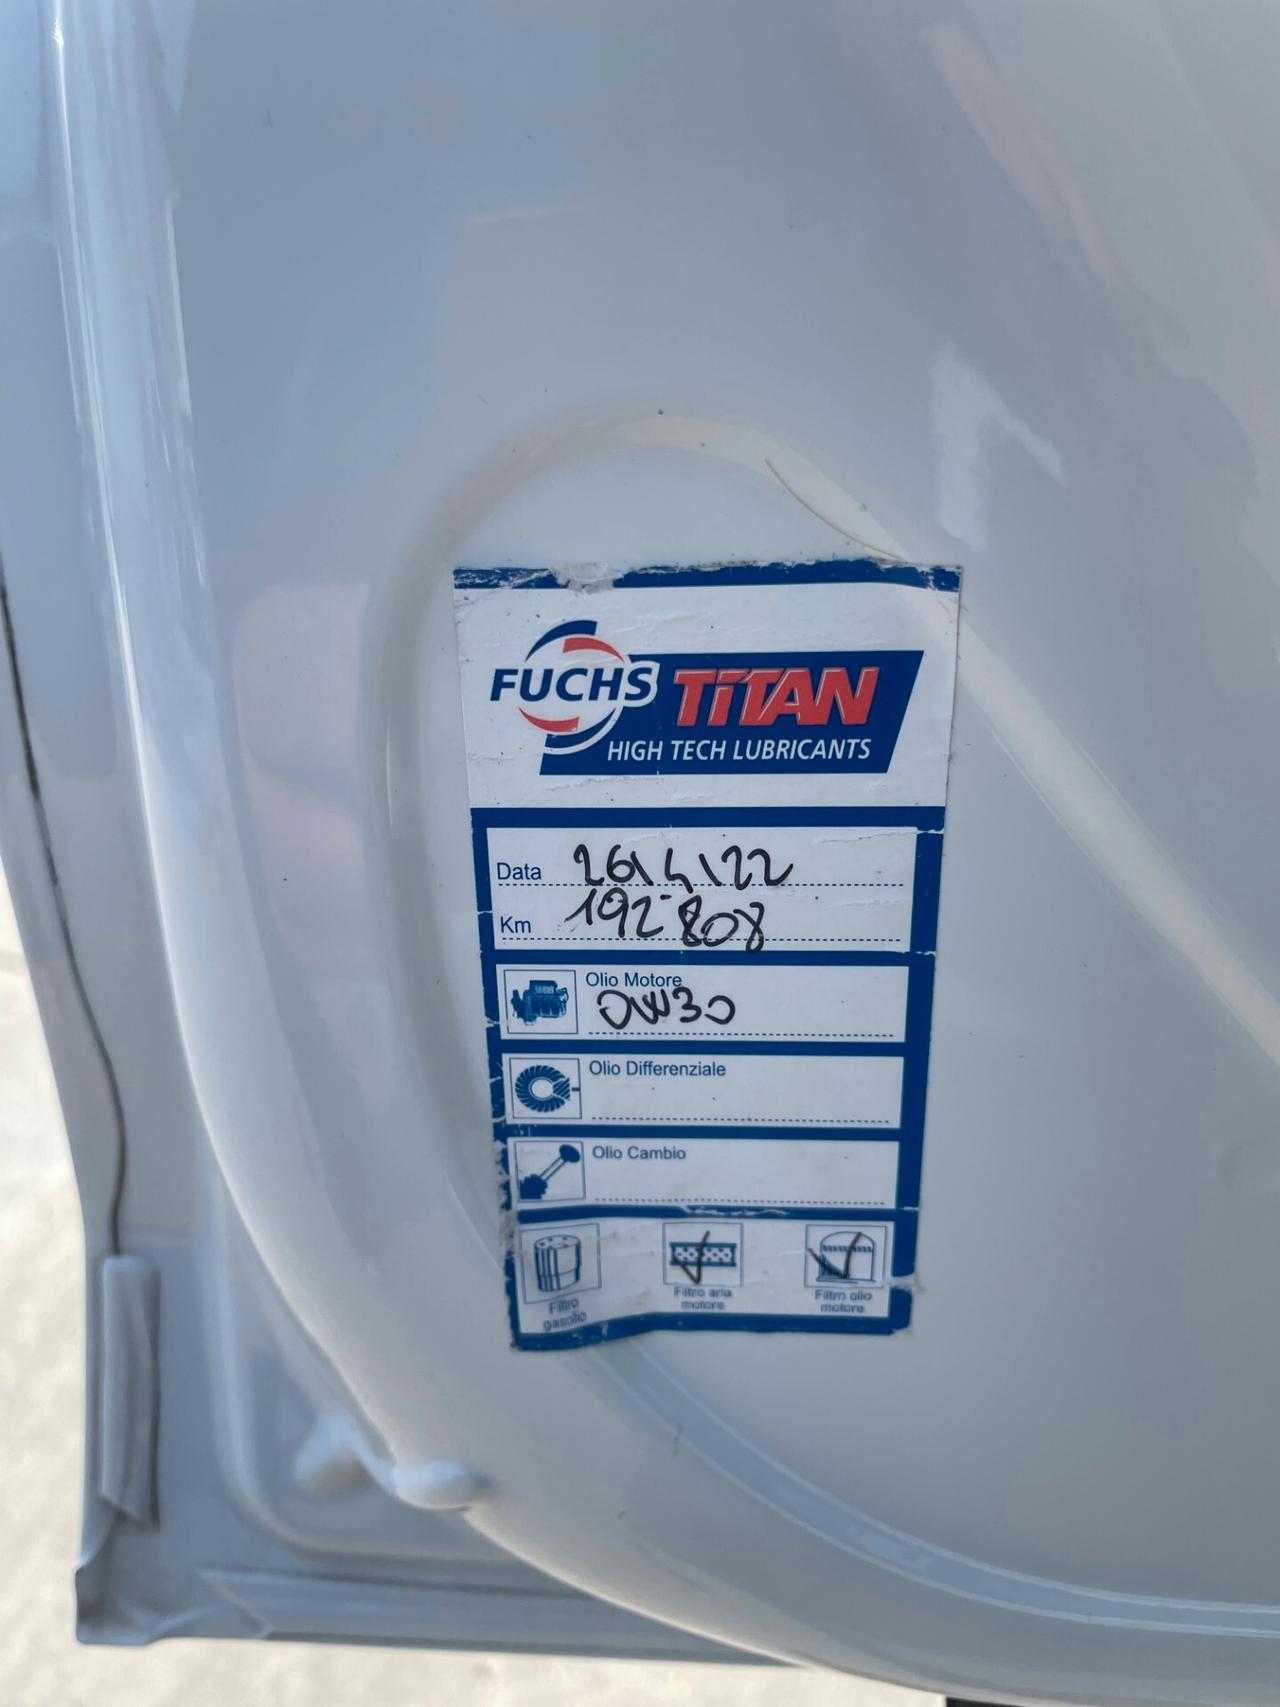 FUCHS TITAN
HIGH TECH LUBRICANTS
Data 26/4/22
Km 192.808
Olio Motore
0W30
Olio Differenziale
Olio Cambio
Filtro gasolio
Filtro aria motore
Filtro olio motore